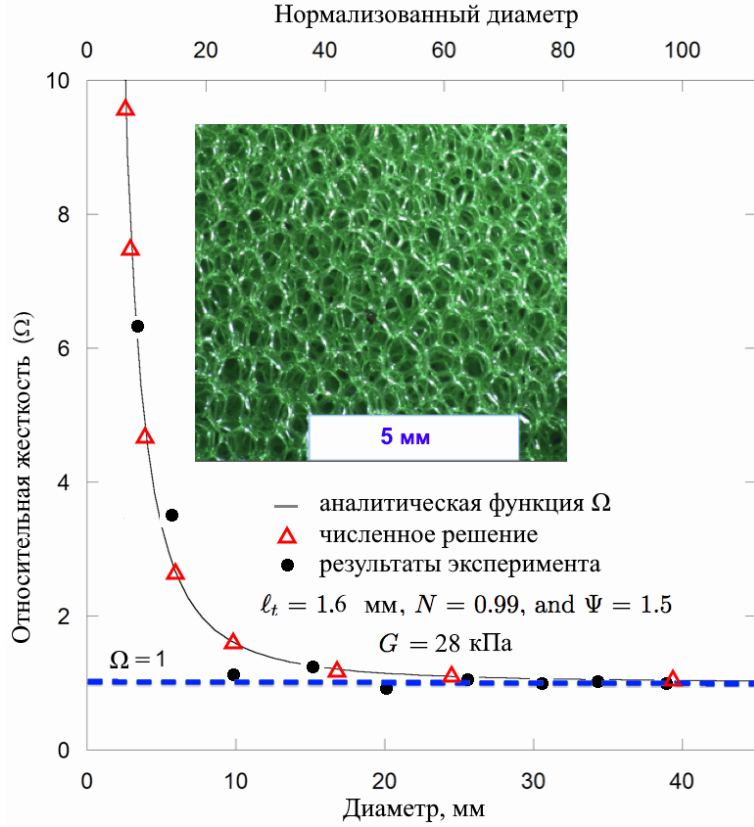 Нормализованный диаметр
0 20 40 60 80 100
10
8
6
4
2
0
Относительная жесткость (Ω)
5 мм
аналитическая функция Ω
численное решение
результаты эксперимента
ℓt = 1.6 мм, N = 0.99, and Ψ = 1.5
G = 28 кПа
Ω = 1
0 10 20 30 40
Диаметр, мм